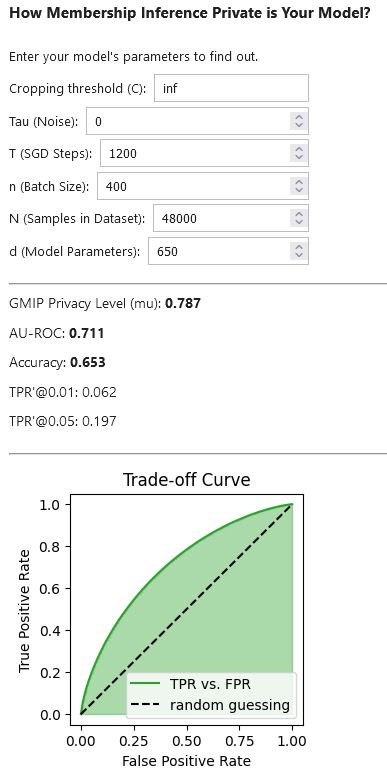 How Membership Inference Private is Your Model?
Enter your model's parameters to find out.
Cropping threshold (C): inf
Tau (Noise): 0
T (SGD Steps): 1200
n (Batch Size): 400
N (Samples in Dataset): 48000
d (Model Parameters): 650
GMIP Privacy Level (mu): 0.787
AU-ROC: 0.711
Accuracy: 0.653
TPR'@0.01: 0.062
TPR'@0.05: 0.197
Trade-off Curve
1.0
0.8
0.6
0.4
0.2
0.0
True Positive Rate
TPR vs. FPR
random guessing
0.00 0.25 0.50 0.75 1.00
False Positive Rate